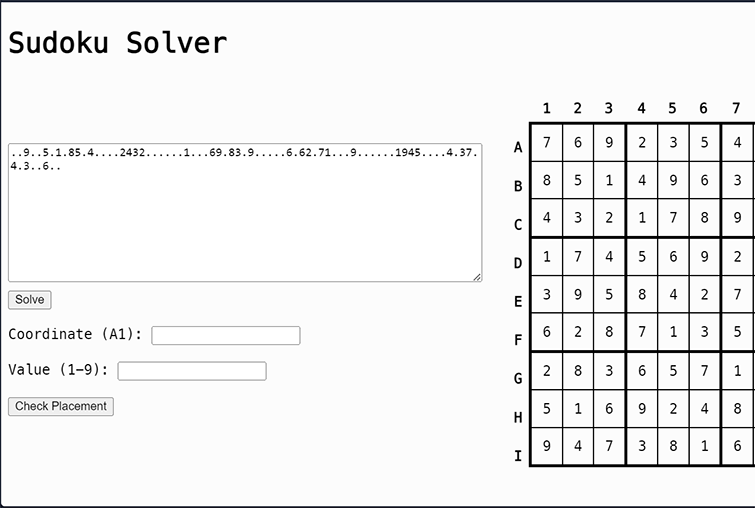 Sudoku Solver
..9..5.1.85.4....2432......1...69.83.9.....6.62.71...9......1945....4.37.
4.3..6..
Solve
Coordinate (A1):
Value (1-9):
Check Placement
1 2 3 4 5 6 7
A 7 6 9 2 3 5 4
B 8 5 1 4 9 6 3
C 4 3 2 1 7 8 9
D 1 7 4 5 6 9 2
E 3 9 5 8 4 2 7
F 6 2 8 7 1 3 5
G 2 8 3 6 5 7 1
H 5 1 6 9 2 4 8
I 9 4 7 3 8 1 6